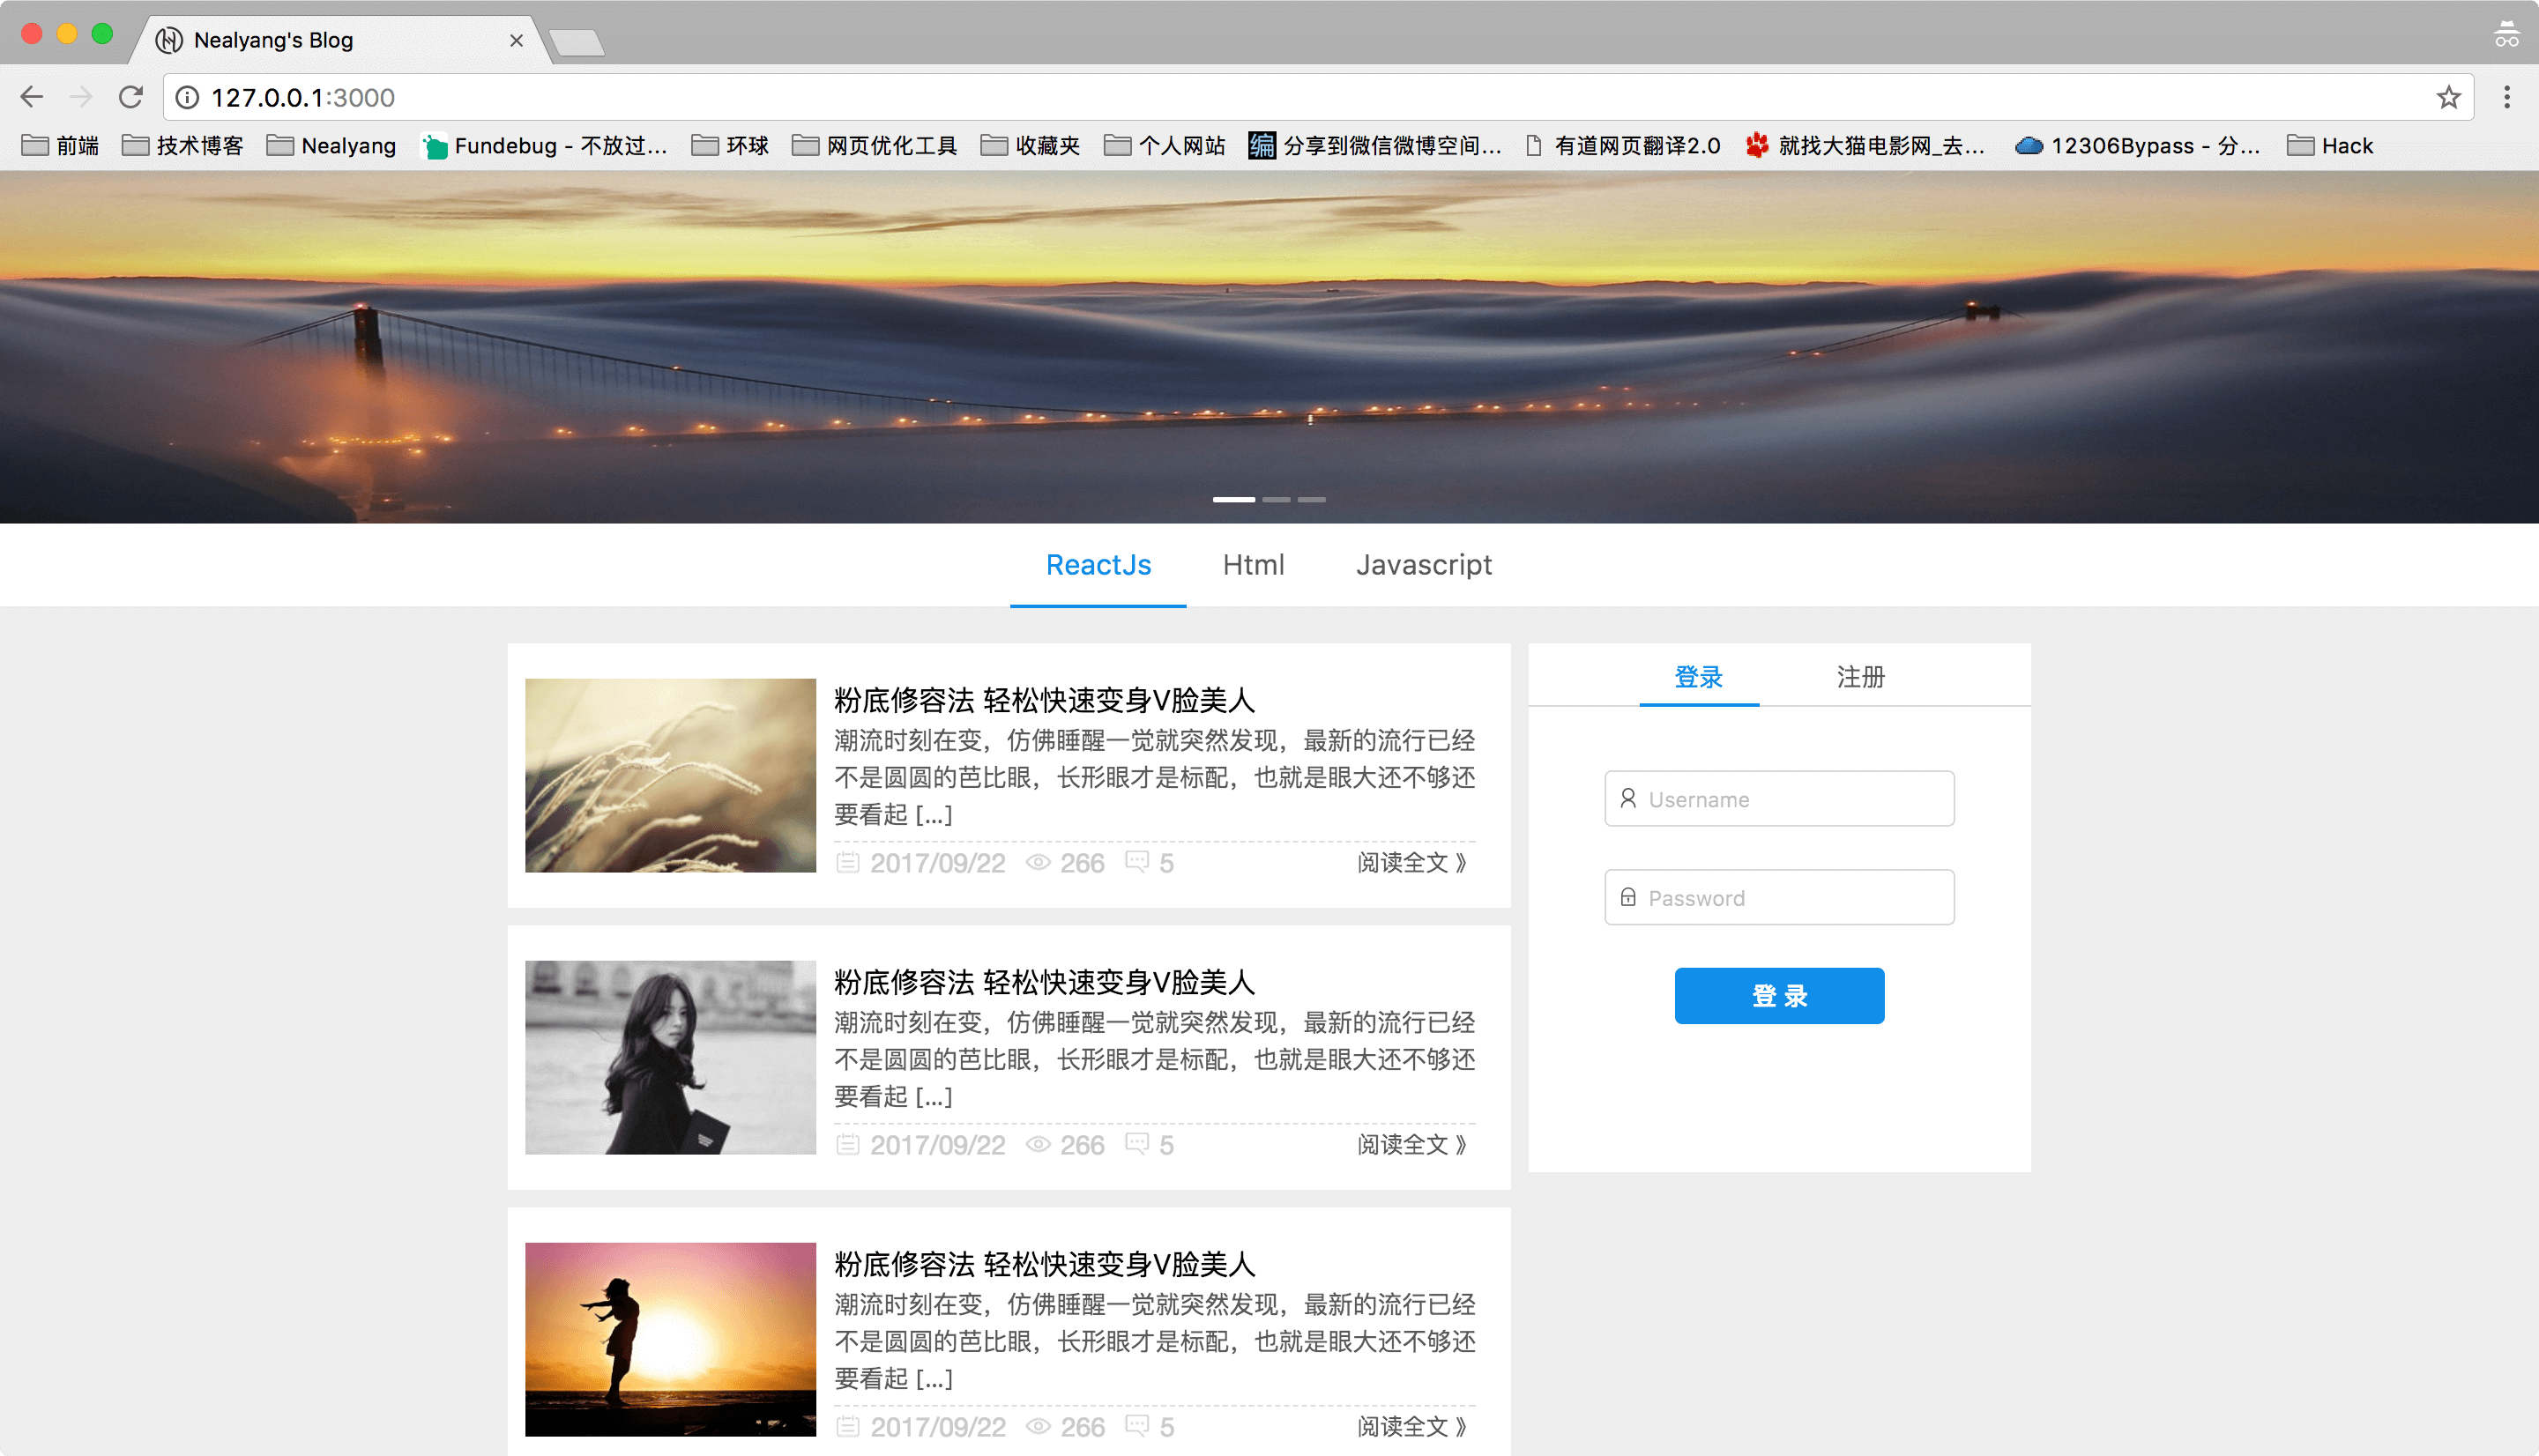 Nealyang's Blog
127.0.0.1:3000
前端 技术博客 Nealyang Fundebug - 不放过... 环球 网页优化工具 收藏夹 个人网站 编 分享到微信微博空间... 有道网页翻译2.0 就找大猫电影网_去... 12306Bypass - 分... Hack
ReactJs Html Javascript
粉底修容法 轻松快速变身V脸美人
潮流时刻在变，仿佛睡醒一觉就突然发现，最新的流行已经
不是圆圆的芭比眼，长形眼才是标配，也就是眼大还不够还
要看起 [...]
2017/09/22 266 5 阅读全文 》
粉底修容法 轻松快速变身V脸美人
潮流时刻在变，仿佛睡醒一觉就突然发现，最新的流行已经
不是圆圆的芭比眼，长形眼才是标配，也就是眼大还不够还
要看起 [...]
2017/09/22 266 5 阅读全文 》
粉底修容法 轻松快速变身V脸美人
潮流时刻在变，仿佛睡醒一觉就突然发现，最新的流行已经
不是圆圆的芭比眼，长形眼才是标配，也就是眼大还不够还
要看起 [...]
2017/09/22 266 5 阅读全文 》
登录 注册
Username
Password
登 录